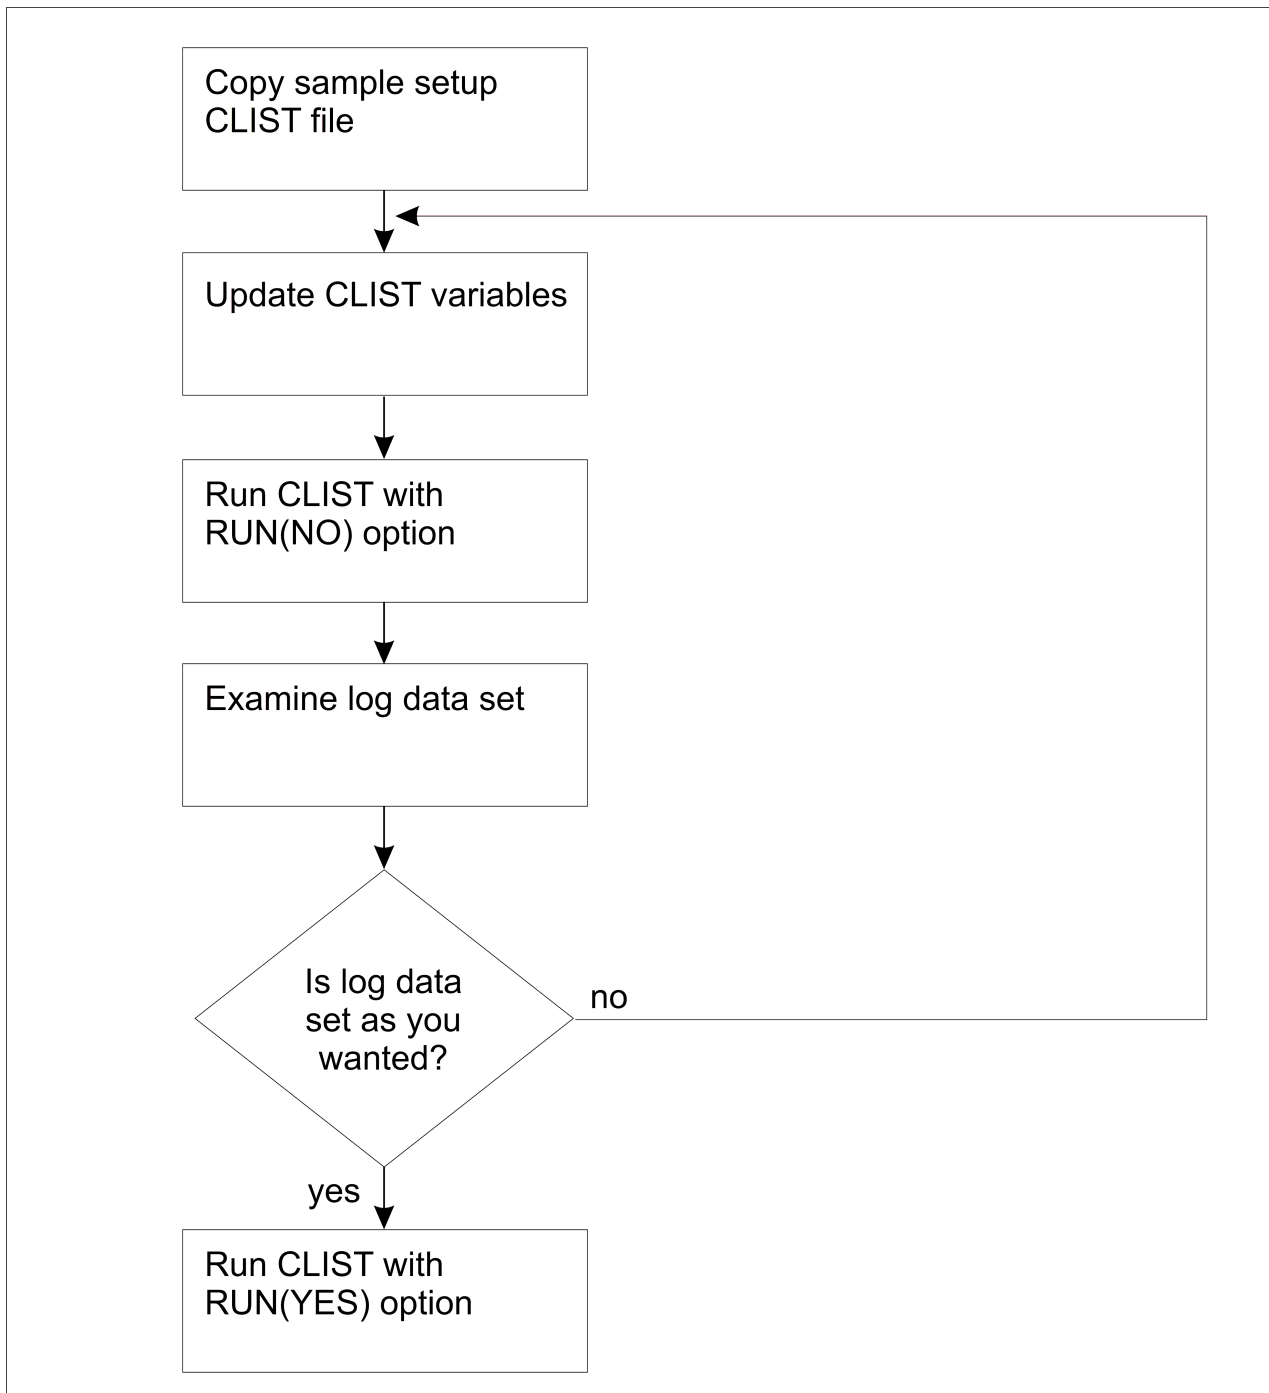 Copy sample setup
CLIST file
Update CLIST variables
Run CLIST with
RUN(NO) option
Examine log data set
Is log data
set as you
wanted?
no
yes
Run CLIST with
RUN(YES) option